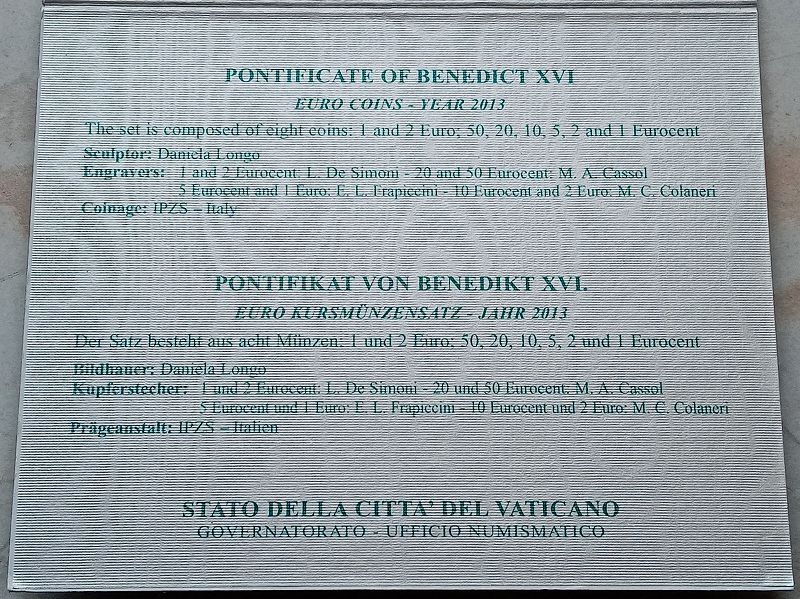 PONTIFICATE OF BENEDICT XVI
EURO COINS - YEAR 2013
The set is composed of eight coins: 1 and 2 Euro; 50, 20, 10, 5, 2 and 1 Eurocent
Sculptor: Daniela Longo
Engravers: 1 and 2 Eurocent: L. De Simoni - 20 and 50 Eurocent: M. A. Cassol
5 Eurocent and 1 Euro: E. L. Frapiccini - 10 Eurocent and 2 Euro: M. C. Colaneri
Coinage: IPZS – Italy
PONTIFIKAT VON BENEDIKT XVI.
EURO KURSMÜNZENSATZ - JAHR 2013
Der Satz besteht aus acht Münzen: 1 und 2 Euro; 50, 20, 10, 5, 2 und 1 Eurocent
Bildhauer: Daniela Longo
Kupferstecher: 1 und 2 Eurocent: L. De Simoni - 20 und 50 Eurocent: M. A. Cassol
5 Eurocent und 1 Euro: E. L. Frapiccini - 10 Eurocent und 2 Euro: M. C. Colaneri
Prägeanstalt: IPZS – Italien
STATO DELLA CITTA' DEL VATICANO
GOVERNATORATO - UFFICIO NUMISMATICO